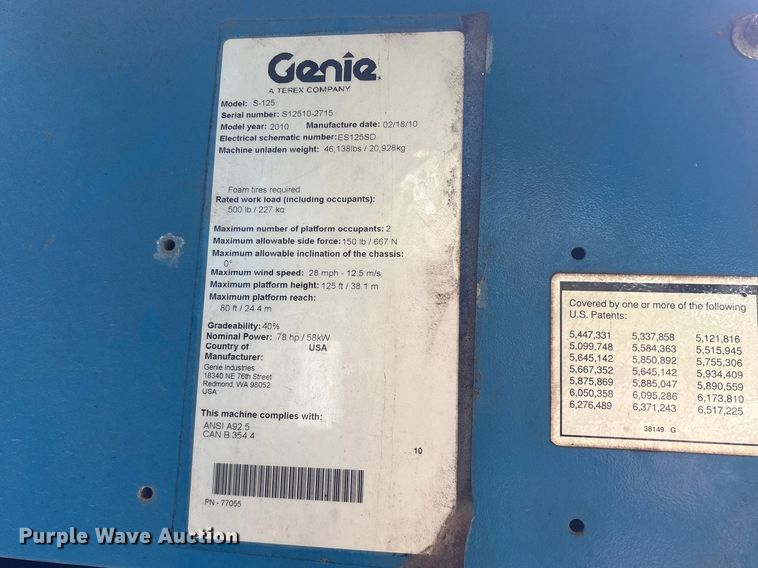 Genie
A TEREX COMPANY
Model: S-125
Serial number: S12510-2715
Model year: 2010 Manufacture date: 02/18/10
Electrical schematic number:ES125SD
Machine unladen weight: 46,138lbs / 20,928kg
Foam tires required
Rated work load (including occupants):
500 lb / 227 kg
Maximum number of platform occupants: 2
Maximum allowable side force: 150 lb / 667 N
Maximum allowable inclination of the chassis:
0°
Maximum wind speed: 28 mph - 12.5 m/s
Maximum platform height: 125 ft / 38.1 m
Maximum platform reach:
80 ft / 24.4 m
Gradeability: 40%
Nominal Power: 78 hp / 58kW
Country of USA
Manufacturer:
Genie Industries
18340 NE 76th Street
Redmond, WA 98052
USA
This machine complies with:
ANSI A92.5
CAN B.354.4
10
PN - 77055
Covered by one or more of the following
U.S. Patents:
5,447,331 5,337,858 5,121,816
5,099,748 5,584,363 5,515,945
5,645,142 5,850,892 5,755,306
5,667,352 5,645,142 5,934,409
5,875,869 5,885,047 5,890,559
6,050,358 6,095,286 6,173,810
6,276,489 6,371,243 6,517,225
38149 G
Purple Wave Auction